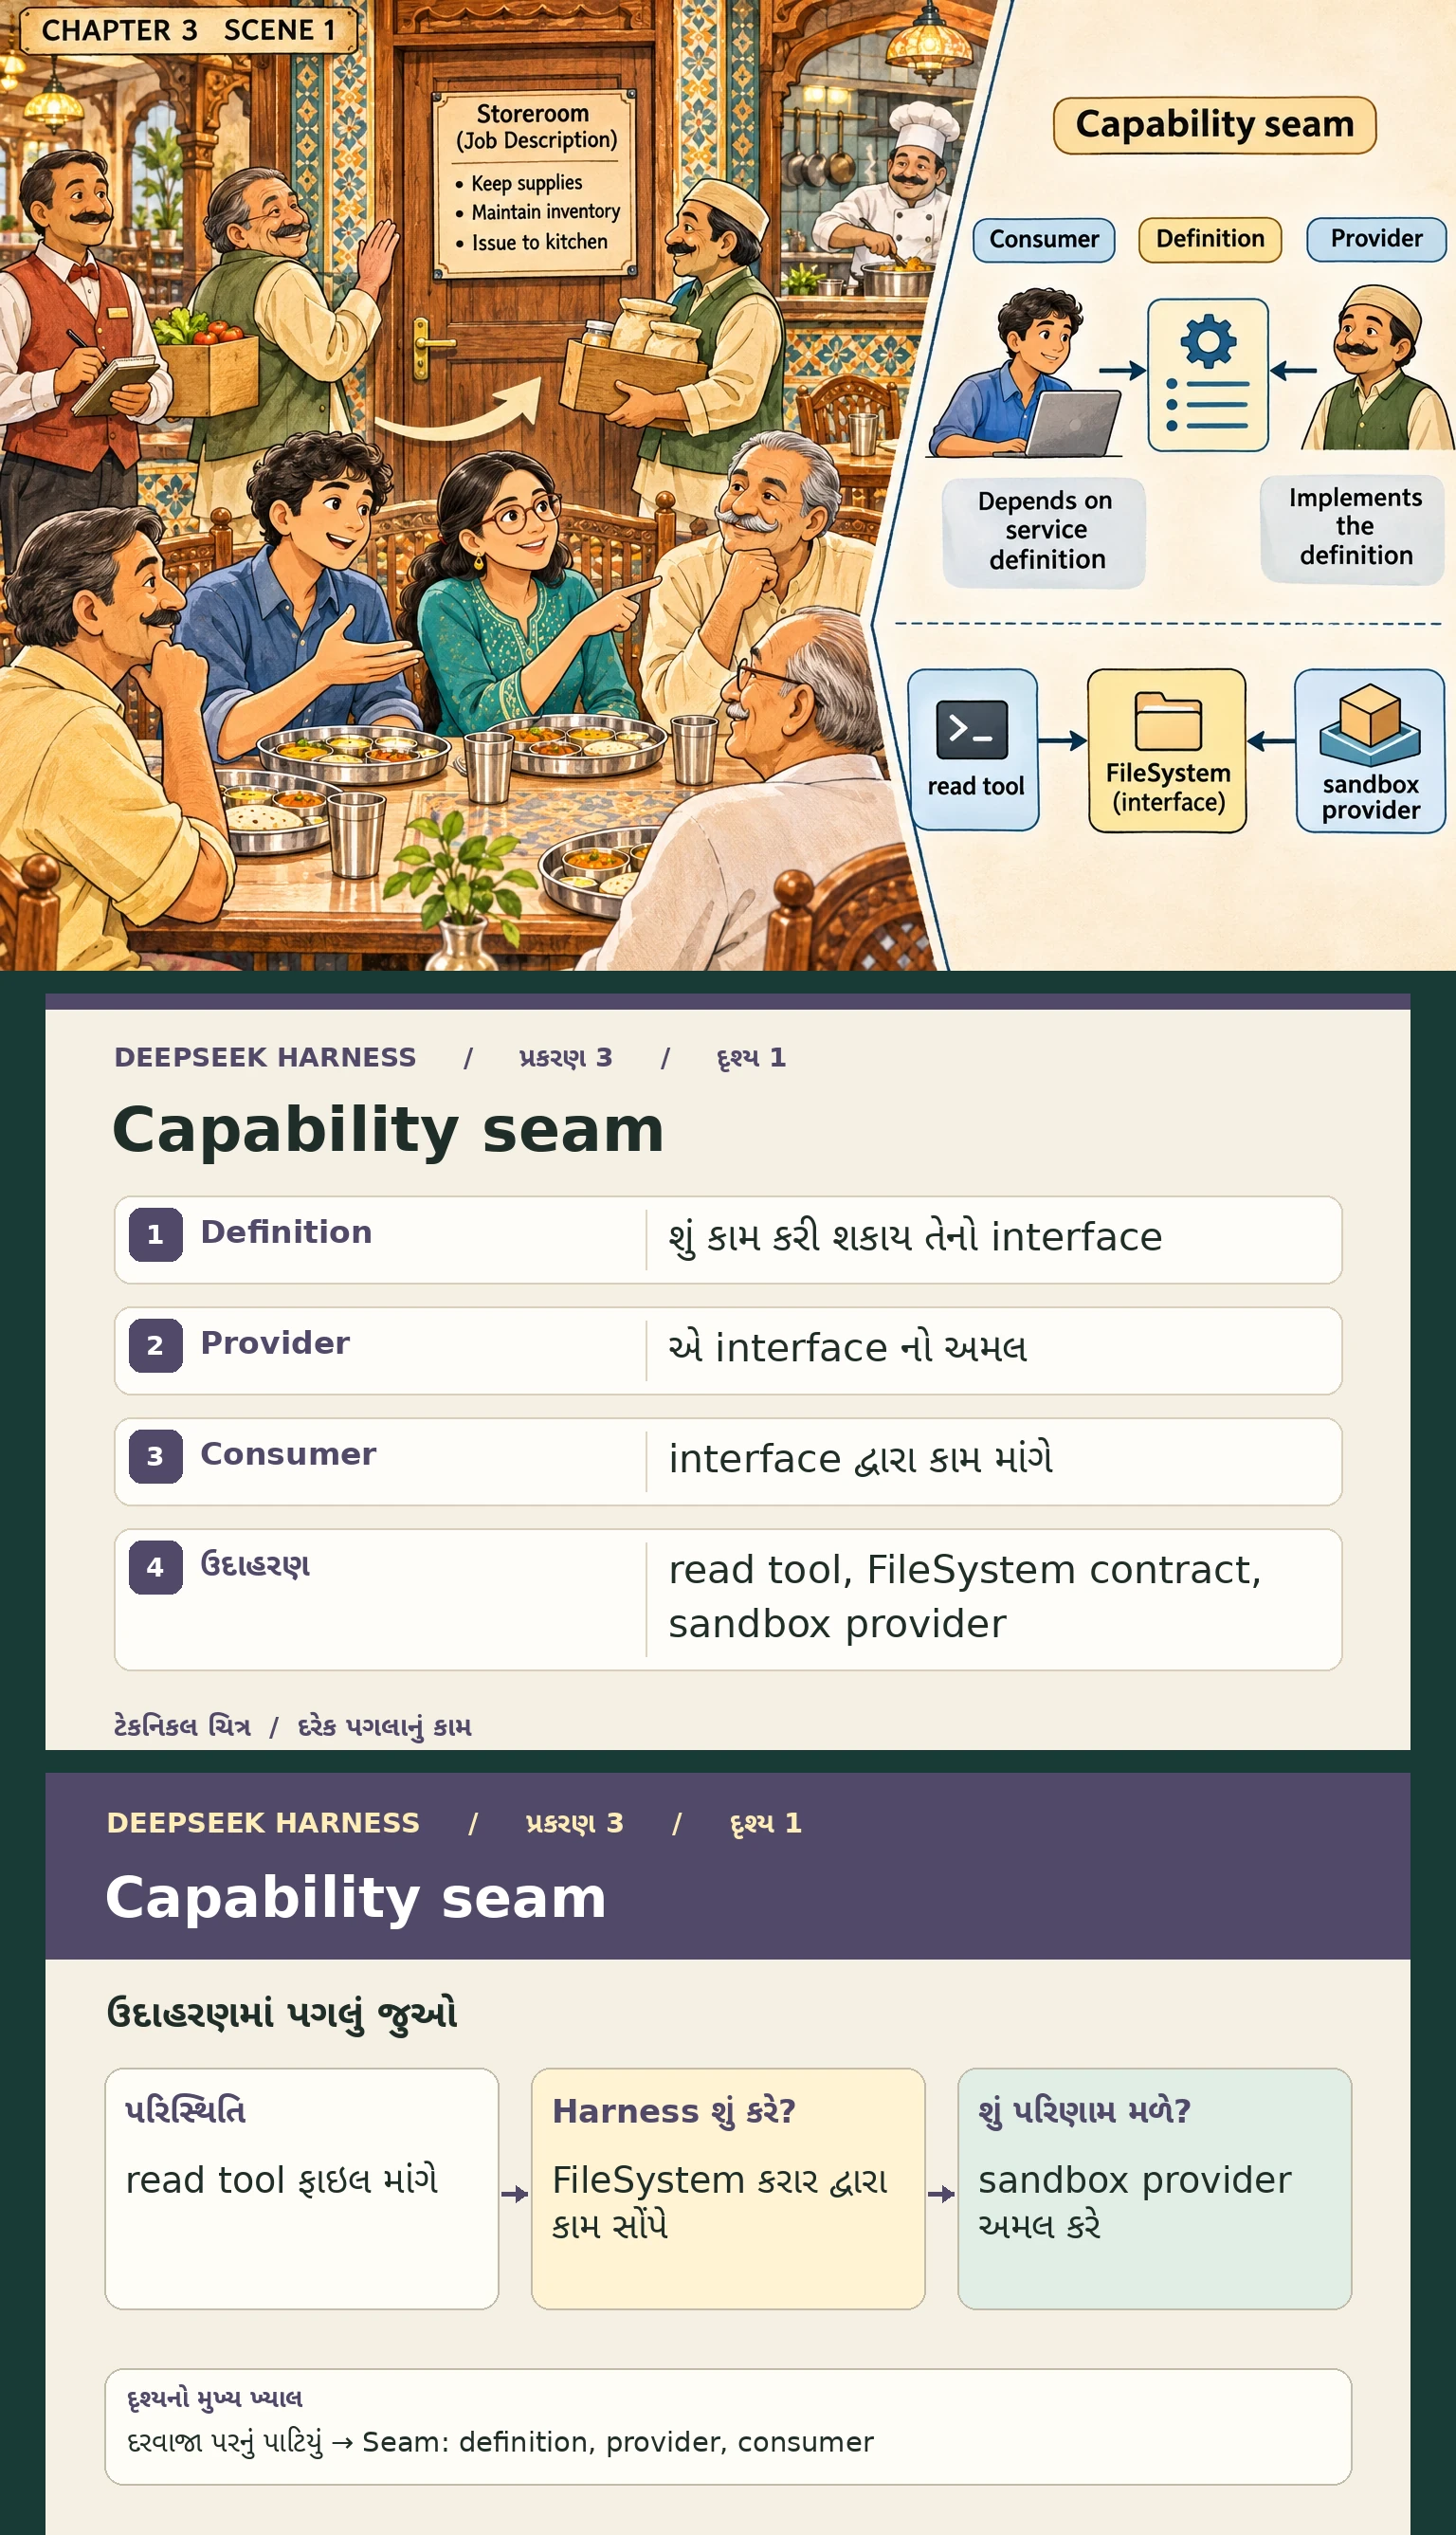 CHAPTER 3 SCENE 1
Storeroom
(Job Description)
• Keep supplies
• Maintain inventory
• Issue to kitchen
Capability seam
Consumer
Definition
Provider
Depends on
service
definition
Implements
the
definition
read tool
FileSystem
(interface)
sandbox
provider
DEEPSEEK HARNESS / પ્રકરણ 3 / દૃશ્ય 1
Capability seam
1 Definition
શું કામ કરી શકાય તેનો interface
2 Provider
એ interface નો અમલ
3 Consumer
interface દ્વારા કામ માંગે
4 ઉદાહરણ
read tool, FileSystem contract,
sandbox provider
ટેકનિકલ ચિત્ર / દરેક પગલાનું કામ
DEEPSEEK HARNESS / પ્રકરણ 3 / દૃશ્ય 1
Capability seam
ઉદાહરણમાં પગલું જુઓ
પરિસ્થિતિ
read tool ફાઇલ માંગે
Harness શું કરે?
FileSystem કરાર દ્વારા
કામ સોંપે
શું પરિણામ મળે?
sandbox provider
અમલ કરે
દૃશ્યનો મુખ્ય ખ્યાલ
દરવાજા પરનું પાટિયું → Seam: definition, provider, consumer